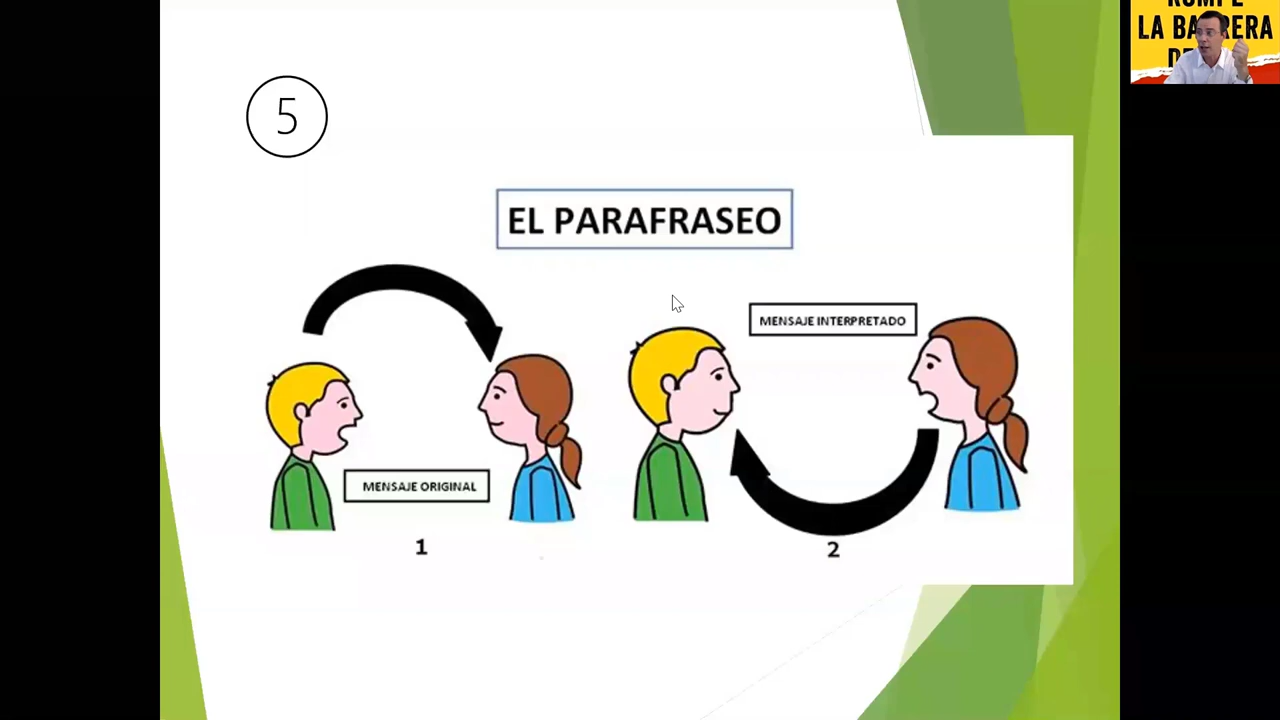 5
EL PARAFRASEO
MENSAJE ORIGINAL
1
MENSAJE INTERPRETADO
2
LA BA RERA